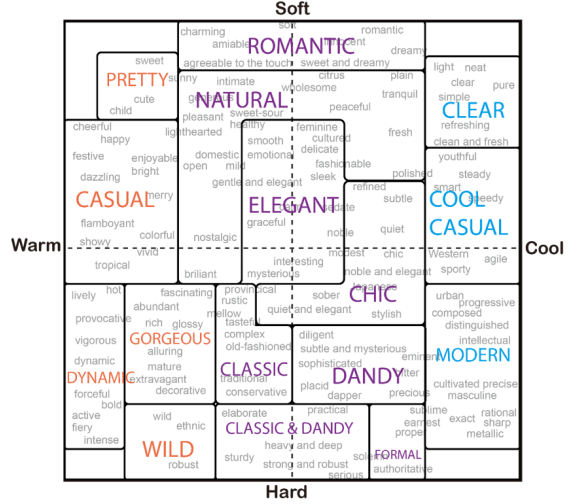 Soft
charming
soft
romantic
amiable
innocent
ROMANTIC
dreamy
agreeable to the touch
sweet and dreamy
sweet
PRETTY
cute
child
sunny
intimate
citrus
plain
generous
wholesome
NATURAL
tranquil
peaceful
pleasant
sweet-sour
healthy
lighthearted
fresh
light
neat
clear
pure
simple
CLEAR
refreshing
clean and fresh
cheerful
happy
festive
enjoyable
bright
dazzling
merry
CASUAL
flamboyant
colorful
showy
vivid
tropical
domestic
open
mild
nostalgic
briliant
smooth
feminine
cultured
emotional
delicate
fashionable
sleek
gentle and elegant
polished
ELEGANT
sedate
graceful
noble
interesting
mysterious
modest
refined
subtle
quiet
chic
noble and elegant
Japanese
CHIC
sober
quiet and elegant
stylish
youthful
steady
smart
speedy
COOL
CASUAL
Western
agile
sporty
Warm
Cool
lively
hot
provocative
vigorous
dynamic
DYNAMIC
forceful
bold
active
fiery
intense
fascinating
abundant
rich
glossy
GORGEOUS
alluring
mature
extravagant
decorative
provincial
rustic
mellow
tasteful
complex
old-fashioned
CLASSIC
traditional
conservative
diligent
subtle and mysterious
sophisticated
eminent
bitter
DANDY
placid
dapper
precious
urban
progressive
composed
distinguished
intellectual
MODERN
cultivated
precise
masculine
exact
rational
sharp
metallic
wild
ethnic
WILD
robust
elaborate
practical
CLASSIC & DANDY
heavy and deep
sturdy
strong and robust
solemn
serious
sublime
earnest
proper
FORMAL
authoritative
Hard